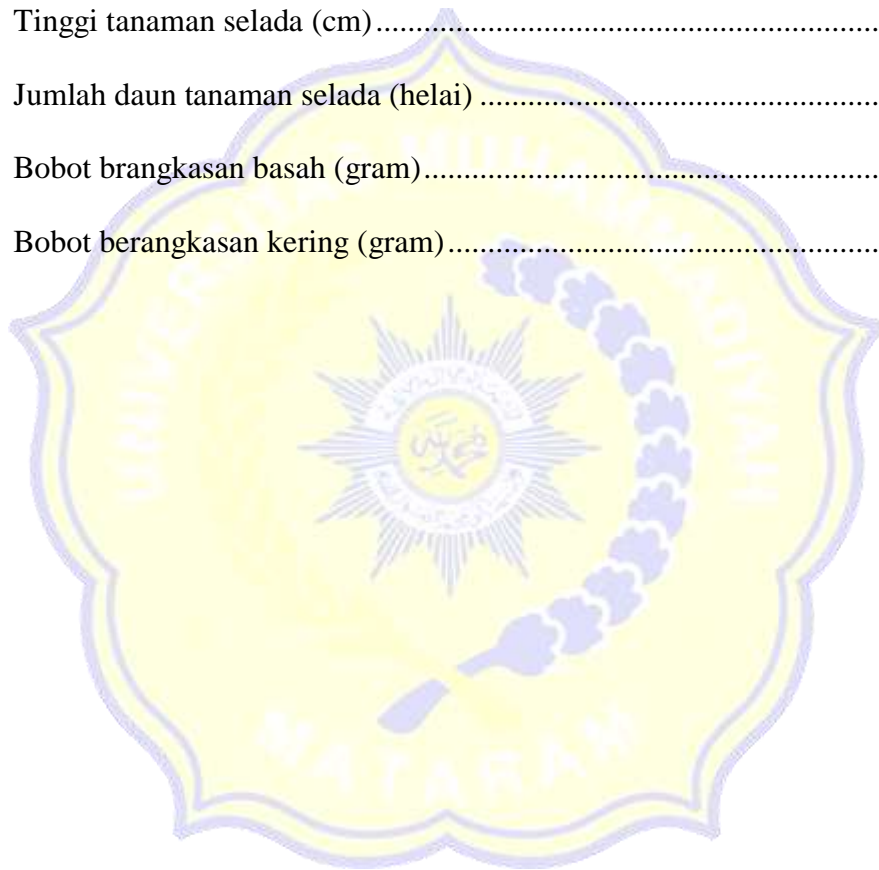 Tinggi tanaman selada (cm)................................................................
Jumlah daun tanaman selada (helai) ...................................................
Bobot brangkasan basah (gram)..........................................................
Bobot berangkasan kering (gram).......................................................
UNIVERSITAS MUHAMMADIYAH
MATARAM